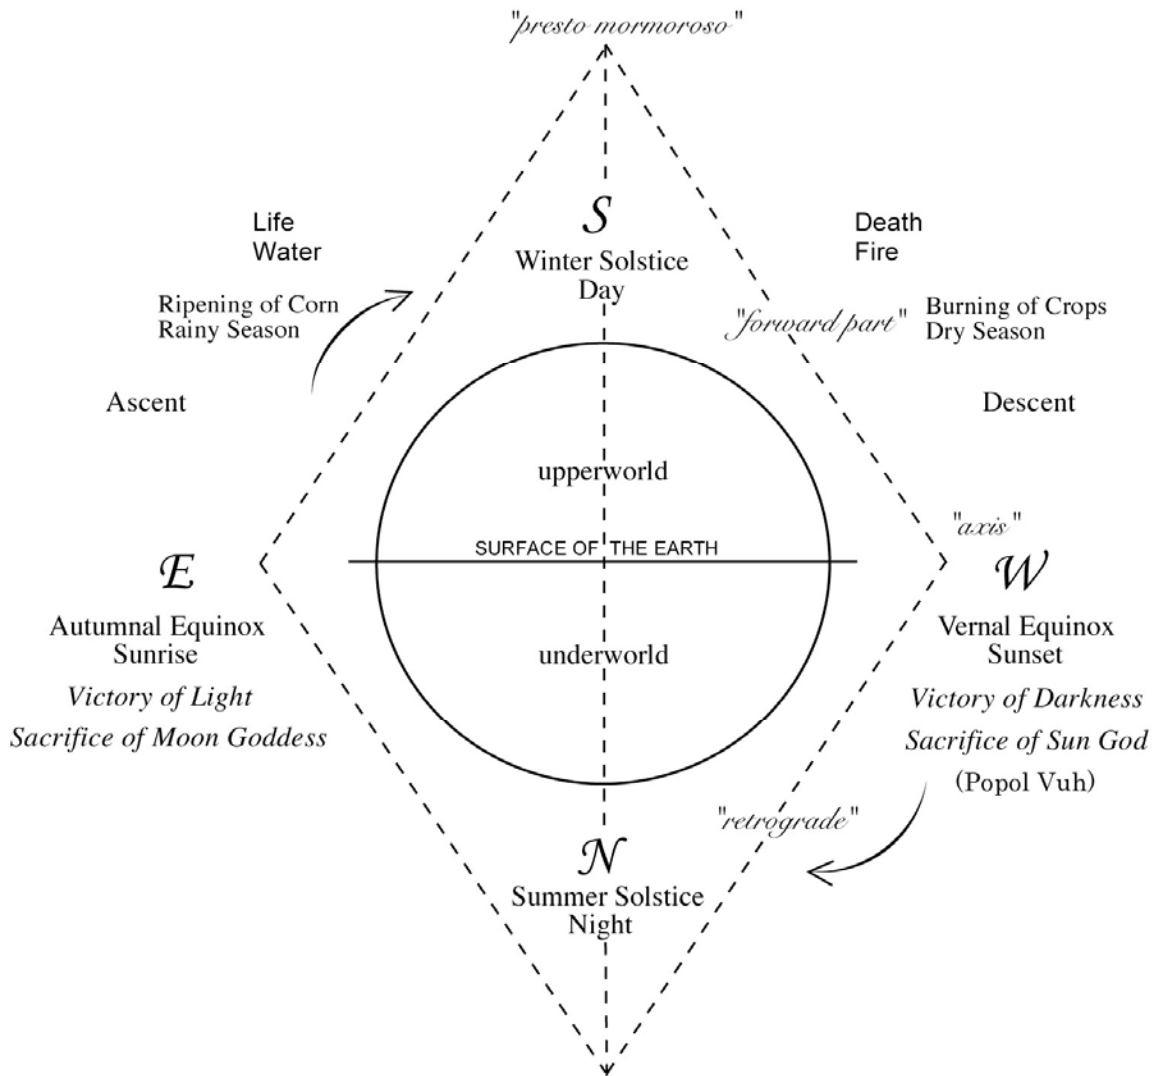 "presto mormoroso"
S
Winter Solstice
Day
Life
Water
Ripening of Corn
Rainy Season
Ascent
Death
Fire
"forward part"
Burning of Crops
Dry Season
Descent
upperworld
SURFACE OF THE EARTH
underworld
"axis"
E
Autumnal Equinox
Sunrise
Victory of Light
Sacrifice of Moon Goddess
W
Vernal Equinox
Sunset
Victory of Darkness
Sacrifice of Sun God
(Popol Vuh)
"retrograde"
N
Summer Solstice
Night